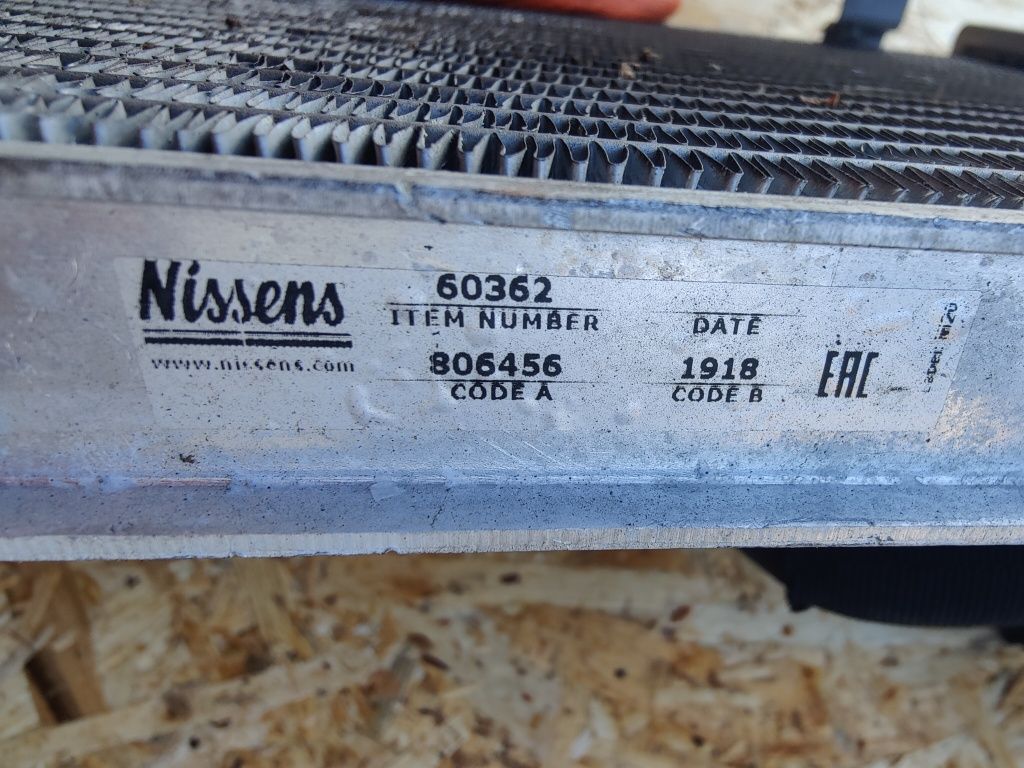 Nissens
www.nissens.com
60362
ITEM NUMBER
DATE
806456
CODE A
1918
CODE B
EAC